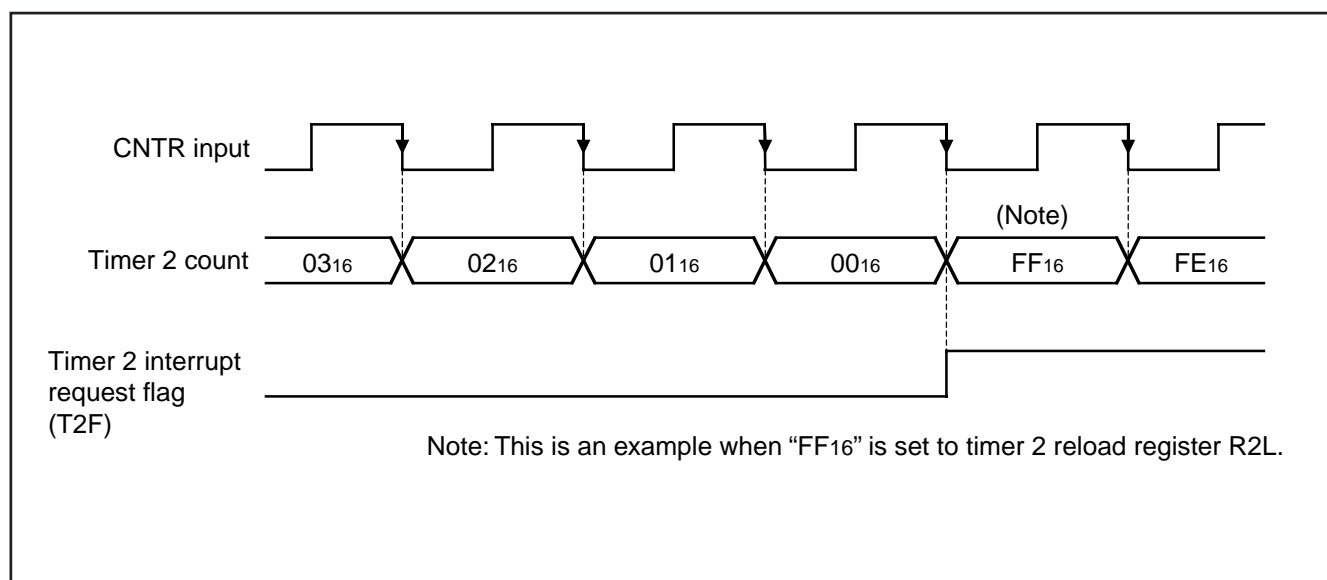 CNTR input
(Note)
Timer 2 count
0316 0216 0116 0016 FF16 FE16
Timer 2 interrupt
request flag
(T2F)
Note: This is an example when “FF16” is set to timer 2 reload register R2L.